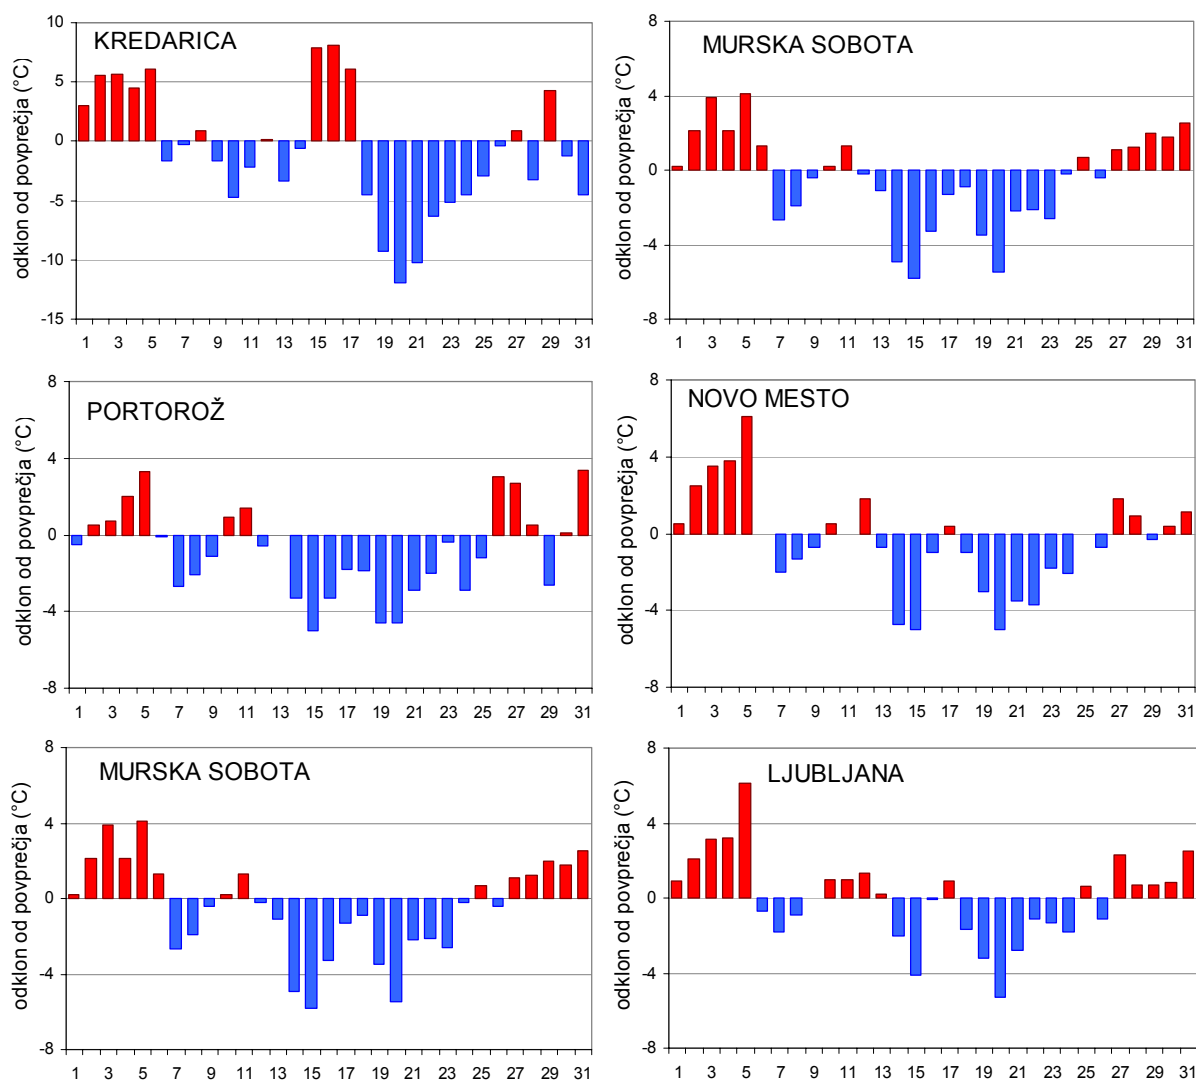 KREDARICA
odklon od povprečja (°C)
10
5
0
-5
-10
-15
1 3 5 7 9 11 13 15 17 19 21 23 25 27 29 31
MURSKA SOBOTA
odklon od povprečja (°C)
8
4
0
-4
-8
1 3 5 7 9 11 13 15 17 19 21 23 25 27 29 31
PORTOROŽ
odklon od povprečja (°C)
8
4
0
-4
-8
1 3 5 7 9 11 13 15 17 19 21 23 25 27 29 31
NOVO MESTO
odklon od povprečja (°C)
8
4
0
-4
-8
1 3 5 7 9 11 13 15 17 19 21 23 25 27 29 31
MURSKA SOBOTA
odklon od povprečja (°C)
8
4
0
-4
-8
1 3 5 7 9 11 13 15 17 19 21 23 25 27 29 31
LJUBLJANA
odklon od povprečja (°C)
8
4
0
-4
-8
1 3 5 7 9 11 13 15 17 19 21 23 25 27 29 31